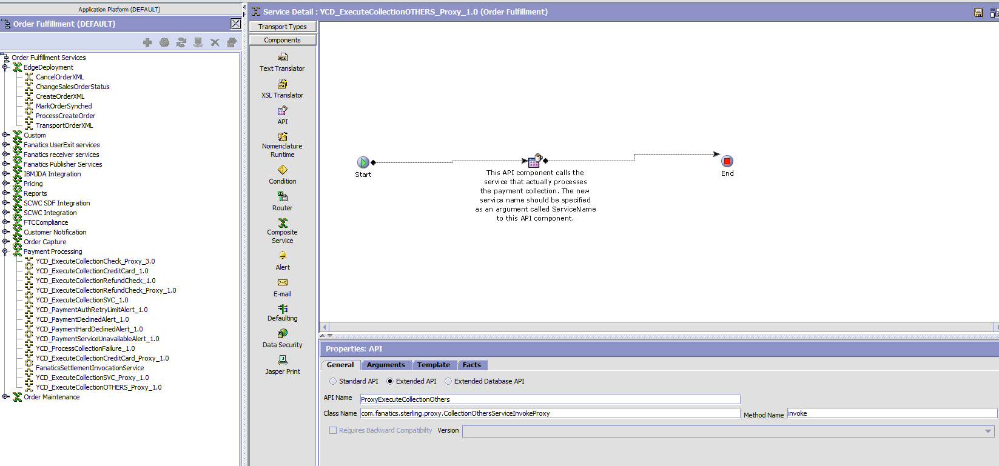 Application Platform (DEFAULT)
Order Fulfillment (DEFAULT)
Order Fulfillment Services
EdgeDeployment
CancelOrderXML
ChangeSalesOrderStatus
CreateOrderXML
MarkOrderSynched
ProcessCreateOrder
TransportOrderXML
Custom
Fanatics UserExit services
Fanatics receiver services
Fanatics Publisher Services
IBMJDA Integration
Pricing
Reports
SCWC SDF Integration
SCWC Integration
FTCCompliance
Customer Notification
Order Capture
Payment Processing
YCD_ExecuteCollectionCheck_Proxy_3.0
YCD_ExecuteCollectionCreditCard_1.0
YCD_ExecuteCollectionRefundCheck_1.0
YCD_ExecuteCollectionRefundCheck_Proxy_1.0
YCD_ExecuteCollectionSVC_1.0
YCD_PaymentAuthRetryLimitAlert_1.0
YCD_PaymentDeclinedAlert_1.0
YCD_PaymentHardDeclinedAlert_1.0
YCD_PaymentServiceUnavailableAlert_1.0
YCD_ProcessCollectionFailure_1.0
YCD_ExecuteCollectionCreditCard_Proxy_1.0
FanaticsSettlementInvocationService
YCD_ExecuteCollectionSVC_Proxy_1.0
YCD_ExecuteCollectionOTHERS_Proxy_1.0
Order Maintenance
Service Detail : YCD_ExecuteCollectionOTHERS_Proxy_1.0 (Order Fulfillment)
Transport Types
Components
Text Translator
XSL Translator
API
Nomenclature
Runtime
Condition
Router
Composite
Service
Alert
E-mail
Defaulting
Data Security
Jasper Print
Start
This API component calls the
service that actually processes
the payment collection. The new
service name should be specified
as an argument called ServiceName
to this API component.
End
Properties: API
General Arguments Template Facts
Standard API Extended API Extended Database API
API Name ProxyExecuteCollectionOthers
Class Name com.fanatics.sterling.proxy.CollectionOthersServiceInvokeProxy Method Name invoke
Requires Backward Compatibilty Version